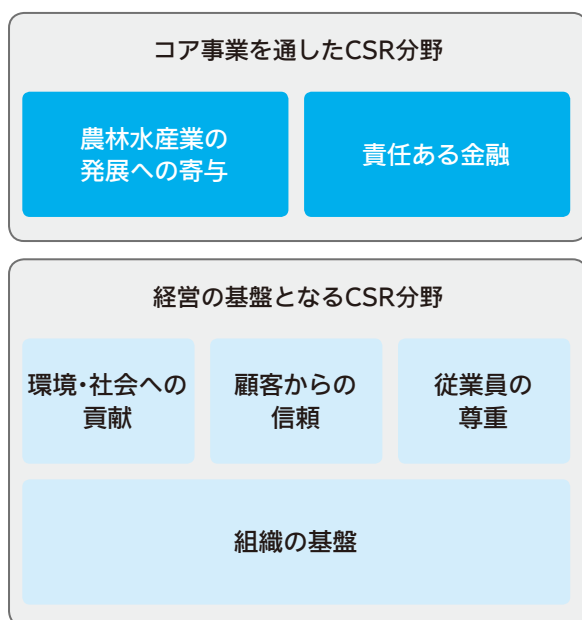 コア事業を通したCSR分野
農林水産業の
発展への寄与
責任ある金融
経営の基盤となるCSR分野
環境・社会への
貢献
顧客からの
信頼
従業員の
尊重
組織の基盤